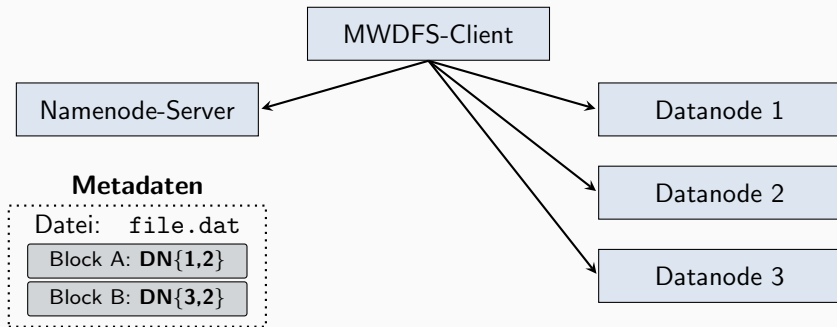 MWDFS-Client
Namenode-Server
Datanode 1
Datanode 2
Datanode 3
Metadaten
Datei: file.dat
Block A: DN{1,2}
Block B: DN{3,2}